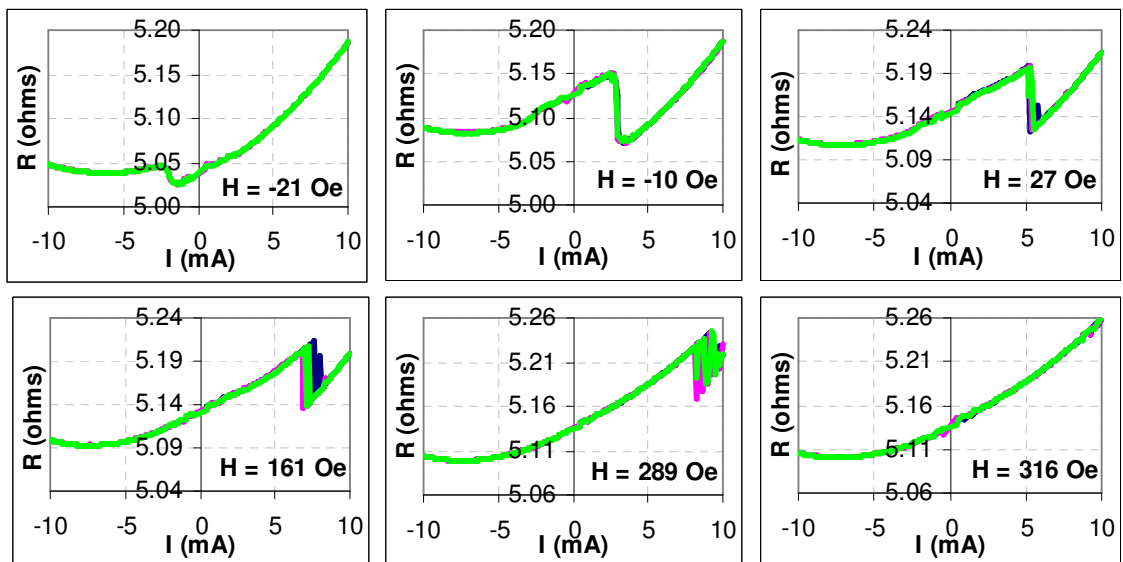 5.20
5.15
5.10
5.05
5.00
R (ohms)
H = -21 Oe
-10 -5 0 5 10
I (mA)
5.20
5.15
5.10
5.05
5.00
R (ohms)
H = -10 Oe
-10 -5 0 5 10
I (mA)
5.24
5.19
5.14
5.09
5.04
R (ohms)
H = 27 Oe
-10 -5 0 5 10
I (mA)
5.24
5.19
5.14
5.09
5.04
R (ohms)
H = 161 Oe
-10 -5 0 5 10
I (mA)
5.26
5.21
5.16
5.11
5.06
R (ohms)
H = 289 Oe
-10 -5 0 5 10
I (mA)
5.26
5.21
5.16
5.11
5.06
R (ohms)
H = 316 Oe
-10 -5 0 5 10
I (mA)